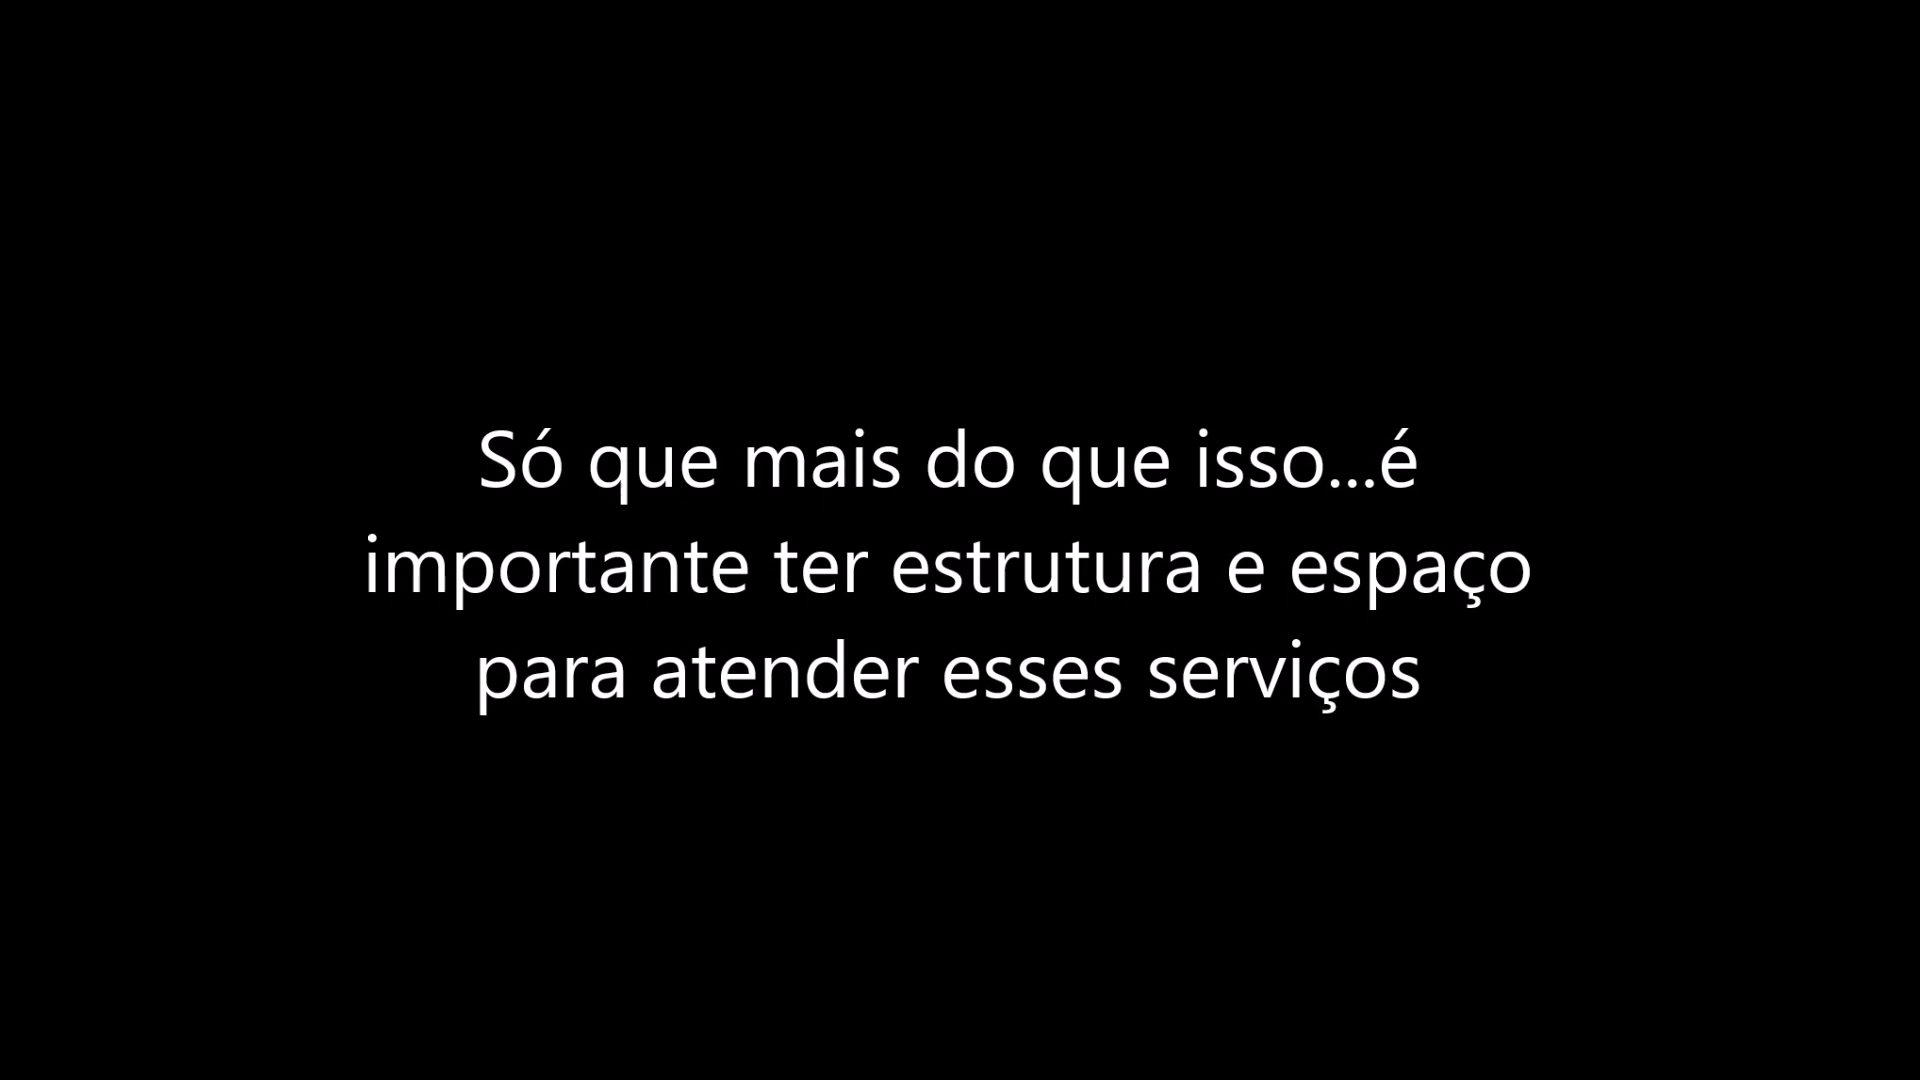 Só que mais do que isso...é
importante ter estrutura e espaço
para atender esses serviços